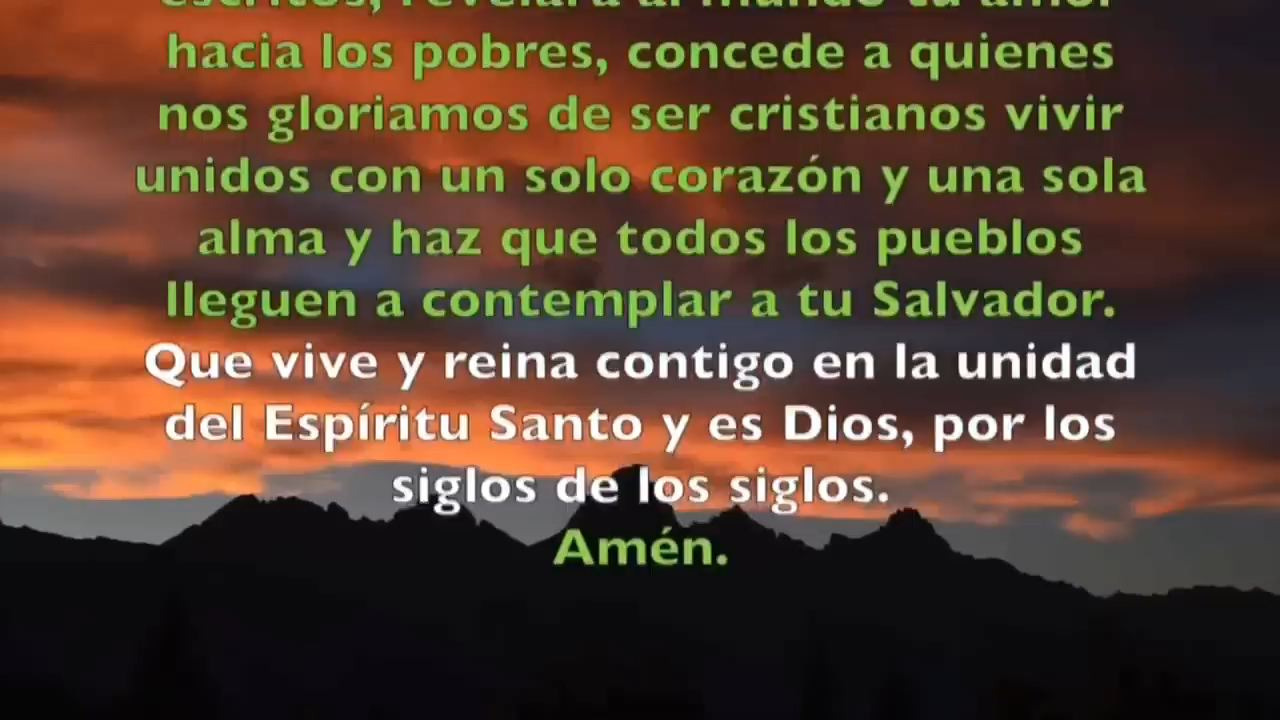 escritos, revelara al mundo tu amor
hacia los pobres, concede a quienes
nos gloriamos de ser cristianos vivir
unidos con un solo corazón y una sola
alma y haz que todos los pueblos
lleguen a contemplar a tu Salvador.
Que vive y reina contigo en la unidad
del Espíritu Santo y es Dios, por los
siglos de los siglos.
Amén.